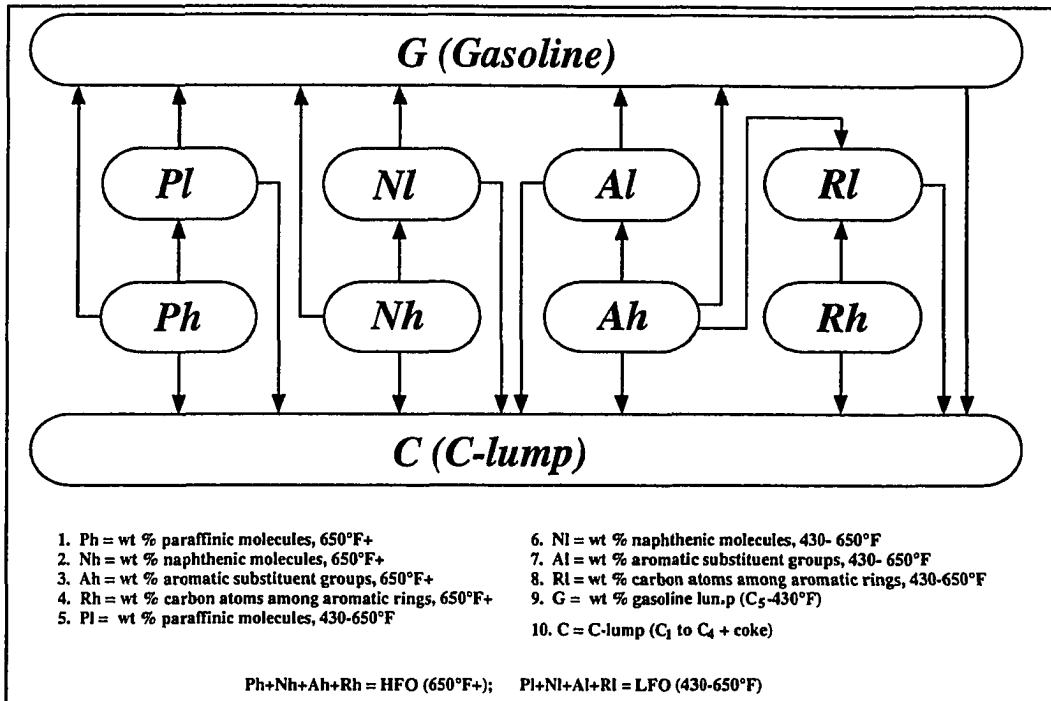 G (Gasoline)
Pl
Nl
Al
Rl
Ph
Nh
Ah
Rh
C (C-lump)
1. Ph = wt % paraffinic molecules, 650°F+
2. Nh = wt % naphthenic molecules, 650°F+
3. Ah = wt % aromatic substituent groups, 650°F+
4. Rh = wt % carbon atoms among aromatic rings, 650°F+
5. Pl = wt % paraffinic molecules, 430-650°F
6. Nl = wt % naphthenic molecules, 430- 650°F
7. Al = wt % aromatic substituent groups, 430- 650°F
8. Rl = wt % carbon atoms among aromatic rings, 430-650°F
9. G = wt % gasoline lun.p (C₅-430°F)
10. C = C-lump (C₁ to C₄ + coke)
Ph+Nh+Ah+Rh = HFO (650°F+); Pl+Nl+Al+Rl = LFO (430-650°F)